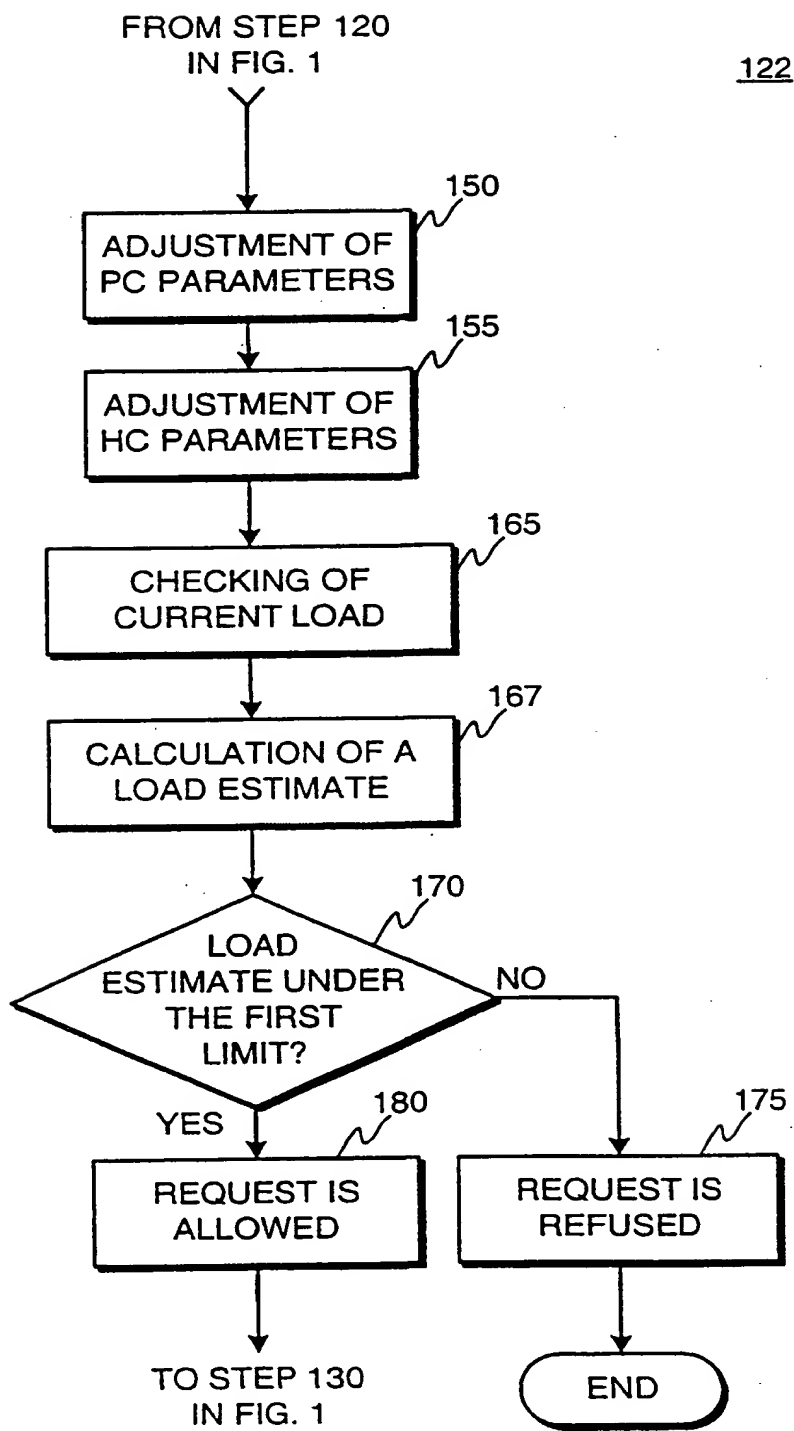 FROM STEP 120
IN FIG. 1
122
150
ADJUSTMENT OF
PC PARAMETERS
155
ADJUSTMENT OF
HC PARAMETERS
165
CHECKING OF
CURRENT LOAD
167
CALCULATION OF A
LOAD ESTIMATE
170
LOAD
ESTIMATE UNDER
THE FIRST
LIMIT?
NO
YES
180
REQUEST IS
ALLOWED
175
REQUEST IS
REFUSED
TO STEP 130
IN FIG. 1
END